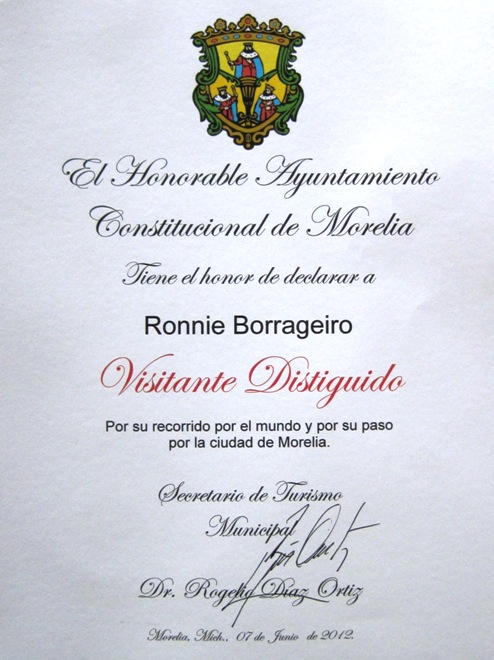 El Honorable Ayuntamiento
Constitucional de Morelia
Tiene el honor de declarar a
Ronnie Borrageiro
Visitante Distiguido
Por su recorrido por el mundo y por su paso
por la ciudad de Morelia.
Secretario de Turismo
Municipal
Dr. Rogelio Díaz Ortiz
Morelia, Mich., 07 de Junio de 2012.